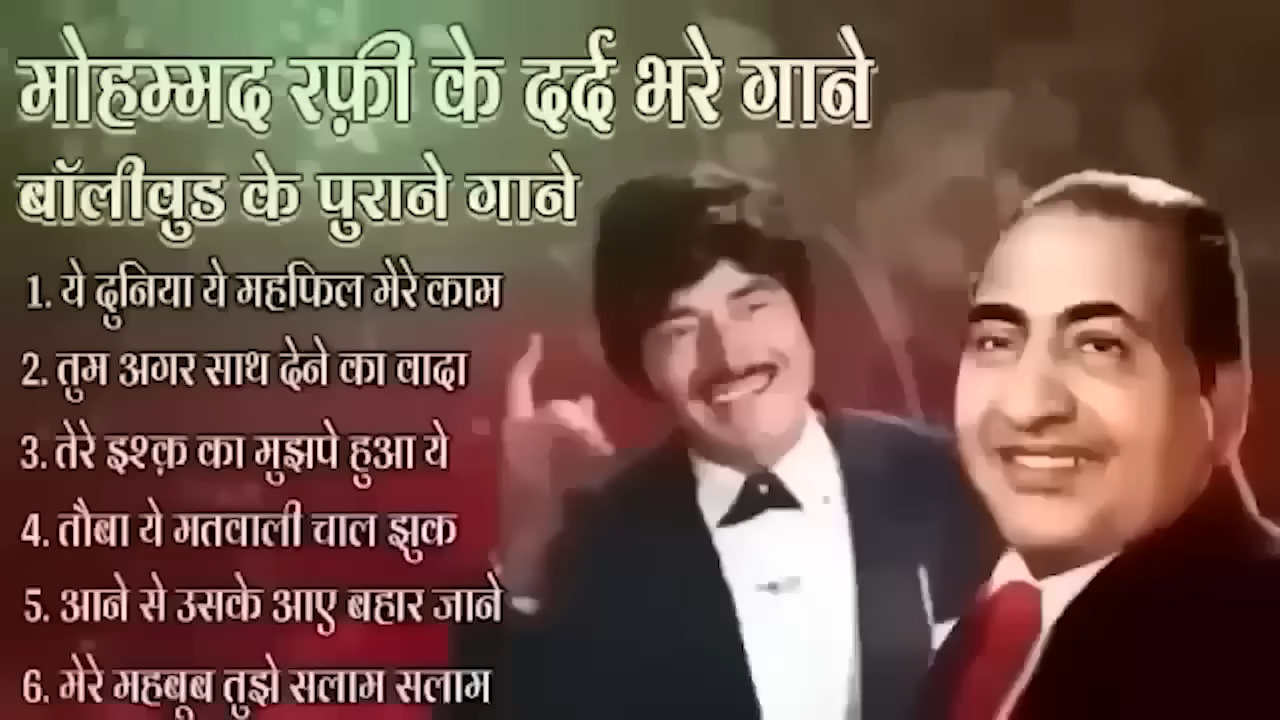 मोहम्मद रफ़ी के दर्द भरे गाने
बॉलीवुड के पुराने गाने
1. ये दुनिया ये महफिल मेरे काम
2. तुम अगर साथ देने का वादा
3. तेरे इश्क़ का मुझपे हुआ ये
4. तौबा ये मतवाली चाल झुक
5. आने से उसके आए बहार जाने
6. मेरे महबूब तुझे सलाम सलाम